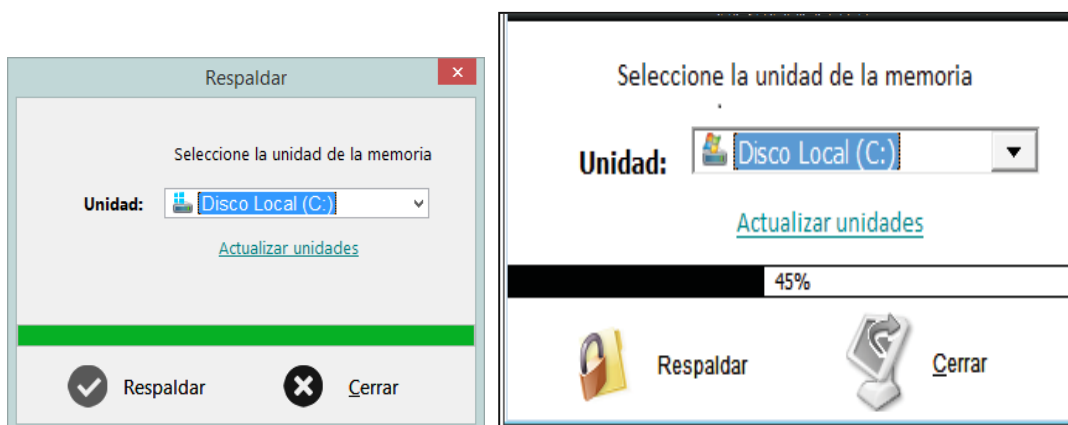 Respaldar
Seleccione la unidad de la memoria
Unidad: Disco Local (C:)
Actualizar unidades
Respaldar Cerrar
Seleccione la unidad de la memoria
Unidad: Disco Local (C:)
Actualizar unidades
45%
Respaldar Cerrar